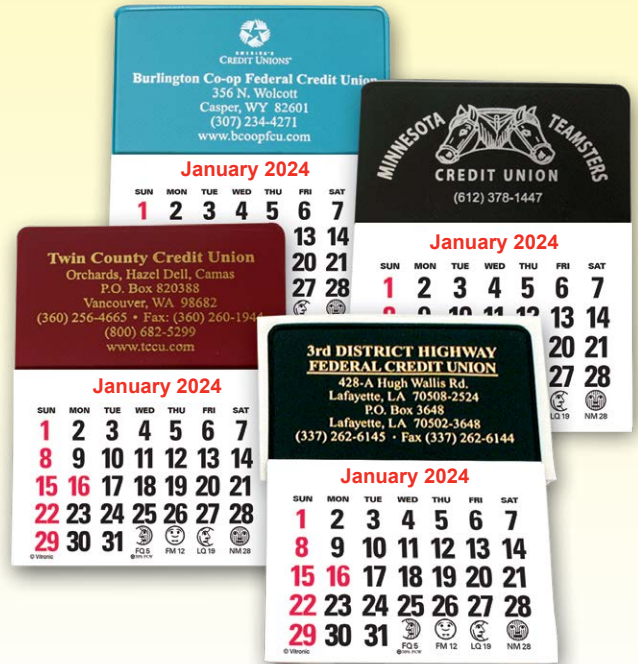 AMERICA'S
CREDIT UNIONS
Burlington Co-op Federal Credit Union
356 N. Wolcott
Casper, WY 82601
(307) 234-4271
www.bcoopfcu.com
January 2024
SUN MON TUE WED THU FRI SAT
1 2 3 4 5 6 7
13 14
20 21
27 28
MINNESOTA TEAMSTERS
CREDIT UNION
(612) 378-1447
January 2024
SUN MON TUE WED THU FRI SAT
1 2 3 4 5 6 7
8 9 10 11 12 13 14
20 21
27 28
LQ 19 NM 28
Twin County Credit Union
Orchards, Hazel Dell, Camas
P.O. Box 820388
Vancouver, WA 98682
(360) 256-4665 • Fax: (360) 260-1944
(800) 682-5299
www.tccu.com
January 2024
SUN MON TUE WED THU FRI SAT
1 2 3 4 5 6 7
8 9 10 11 12 13 14
15 16 17 18 19 20 21
22 23 24 25 26 27 28
29 30 31 FQ 5 FM 12 LQ 19 NM 28
© Vitronic
3rd DISTRICT HIGHWAY
FEDERAL CREDIT UNION
428-A Hugh Wallis Rd.
Lafayette, LA 70508-2524
P.O. Box 3648
Lafayette, LA 70502-3648
(337) 262-6145 • Fax (337) 262-6144
January 2024
SUN MON TUE WED THU FRI SAT
1 2 3 4 5 6 7
8 9 10 11 12 13 14
15 16 17 18 19 20 21
22 23 24 25 26 27 28
29 30 31 FQ 5 FM 12 LQ 19 NM 28
© Vitronic